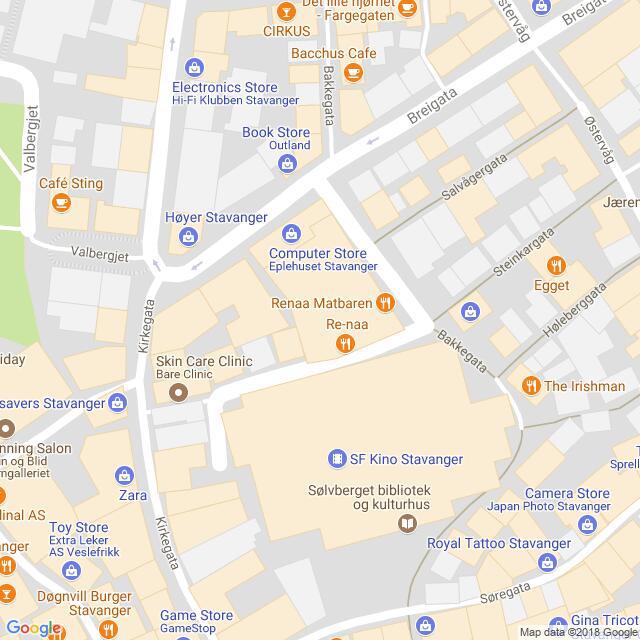 Det lille hjørnet
- Fargegaten
CIRKUS
Bacchus Cafe
Østervåg
Breigata
Electronics Store
Hi-Fi Klubben Stavanger
Bakkegata
Breigata
Valbergjet
Book Store
Outland
Østervåg
Salvågergata
Café Sting
Jæren
Høyer Stavanger
Valbergjet
Computer Store
Eplehuset Stavanger
Steinkargata
Egget
Renaa Matbaren
Re-naa
Kirkegata
Høleberggata
Bakkegata
iday
Skin Care Clinic
Bare Clinic
The Irishman
savers Stavanger
nning Salon
n og Blid
rngalleriet
SF Kino Stavanger
T
Sprell
Zara
Sølvberget bibliotek
og kulturhus
Camera Store
Japan Photo Stavanger
dinal AS
Kirkegata
Toy Store
Extra Leker
AS Veslefrikk
anger
Royal Tattoo Stavanger
Døgnvill Burger
Stavanger
Søregata
Game Store
GameStop
Gina Tricot
Google
Map data ©2018 Google